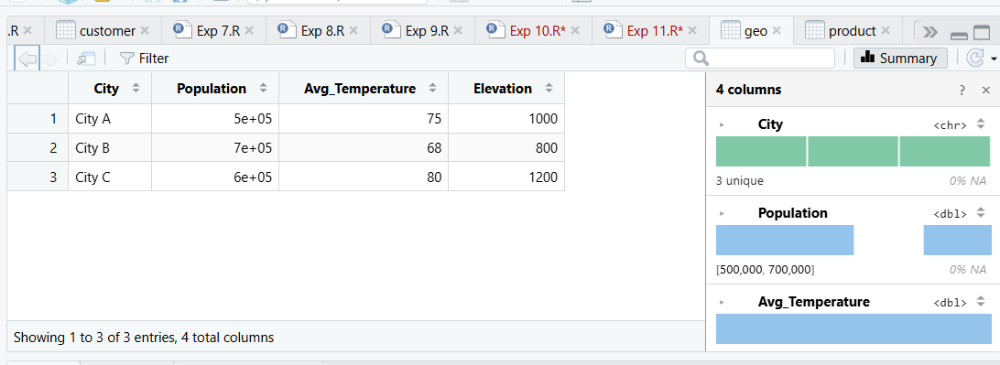 .R × customer × Exp 7.R × Exp 8.R × Exp 9.R × Exp 10.R* × Exp 11.R* × geo × product ×
Filter Summary
City Population Avg_Temperature Elevation
1 City A 5e+05 75 1000
2 City B 7e+05 68 800
3 City C 6e+05 80 1200
Showing 1 to 3 of 3 entries, 4 total columns
4 columns ? ×
City <chr>
3 unique 0% NA
Population <dbl>
[500,000, 700,000] 0% NA
Avg_Temperature <dbl>